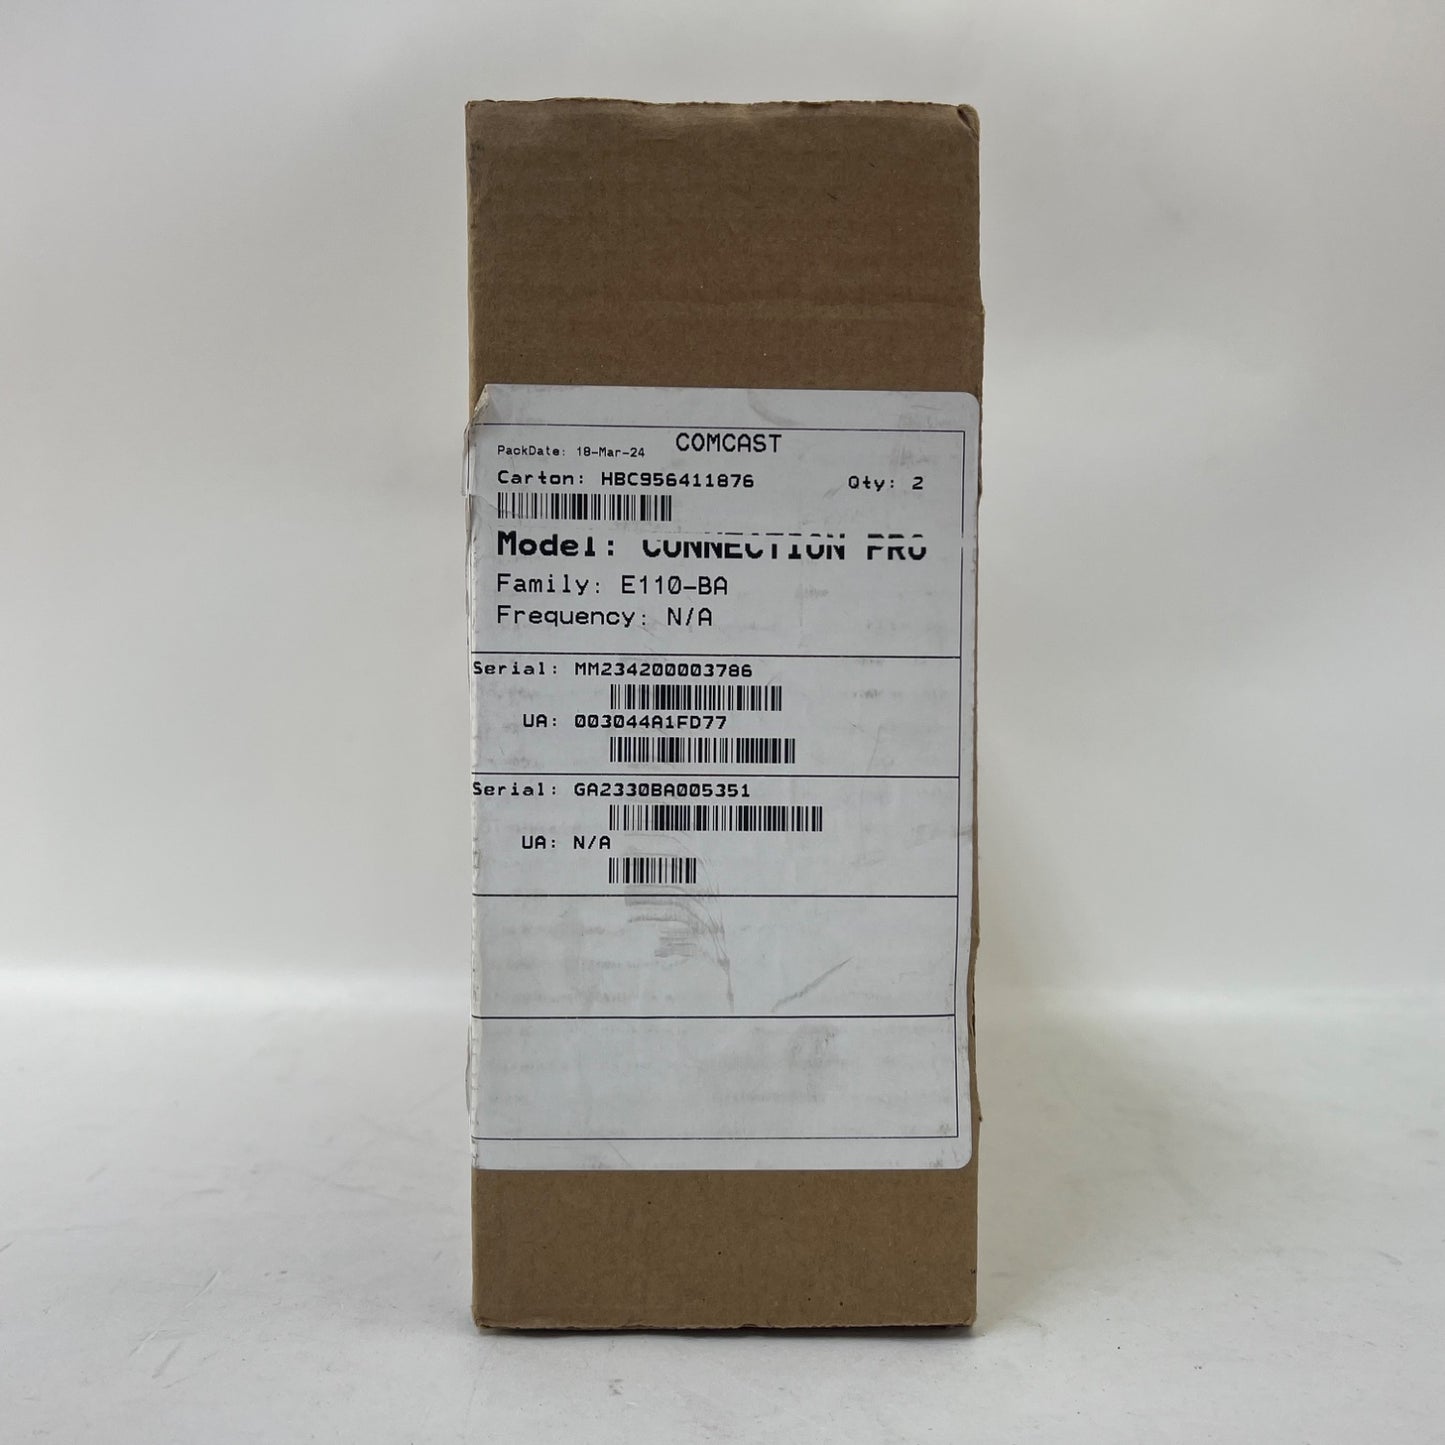 COMCAST
PackDate: 18-Mar-24
Carton: HBC956411876 Qty: 2
Model: CONNECTION PRO
Family: E110-BA
Frequency: N/A
Serial: MM234200003786
UA: 003044A1FD77
Serial: GA2330BA005351
UA: N/A